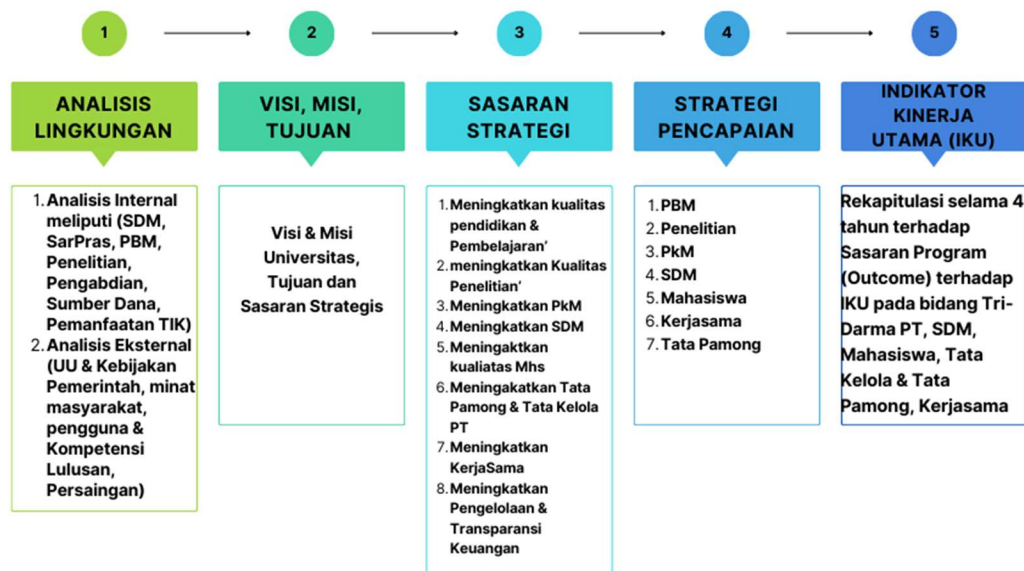 1
2
3
4
5
ANALISIS
LINGKUNGAN
VISI, MISI,
TUJUAN
SASARAN
STRATEGI
STRATEGI
PENCAPAIAN
INDIKATOR
KINERJA
UTAMA (IKU)
1. Analisis Internal
meliputi (SDM,
SarPras, PBM,
Penelitian,
Pengabdian,
Sumber Dana,
Pemanfaatan TIK)
2. Analisis Eksternal
(UU & Kebijakan
Pemerintah, minat
masyarakat,
pengguna &
Kompetensi
Lulusan,
Persaingan)
Visi & Misi
Universitas,
Tujuan dan
Sasaran Strategis
1. Meningkatkan kualitas
pendidikan &
Pembelajaran’
2. meningkatkan Kualitas
Penelitian’
3. Meningkatkan PkM
4. Meningkatkan SDM
5. Meningaktkan
kualiatas Mhs
6. Meningakatkan Tata
Pamong & Tata Kelola
PT
7. Meningkatkan
KerjaSama
8. Meningkatkan
Pengelolaan &
Transparansi
Keuangan
1. PBM
2. Penelitian
3. PkM
4. SDM
5. Mahasiswa
6. Kerjasama
7. Tata Pamong
Rekapitulasi selama 4
tahun terhadap
Sasaran Program
(Outcome) terhadap
IKU pada bidang Tri-
Darma PT, SDM,
Mahasiswa, Tata
Kelola & Tata
Pamong, Kerjasama